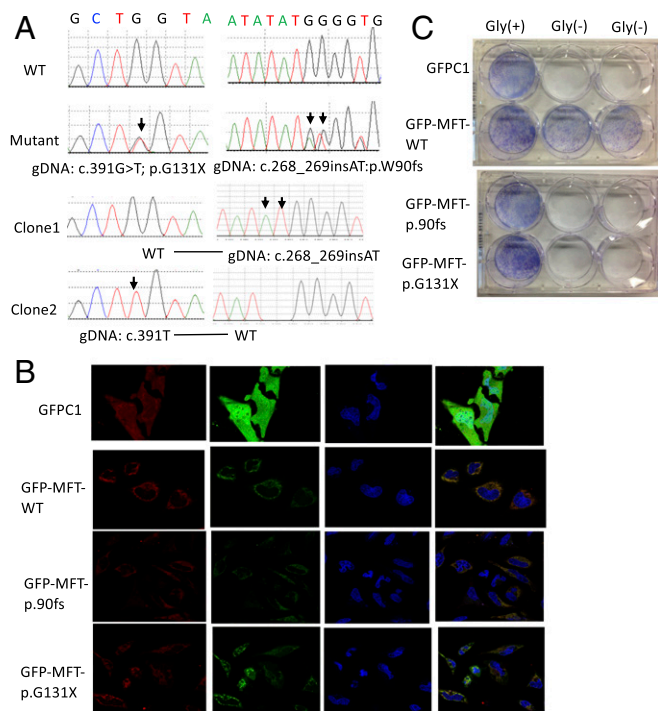 A
G C T G G T A A T A T A T G G G G T G
WT
Mutant
gDNA: c.391G>T; p.G131X gDNA: c.268_269insAT:p.W90fs
Clone1
WT gDNA: c.268_269insAT
Clone2
gDNA: c.391T WT
C
Gly(+) Gly(-) Gly(-)
GFPC1
GFP-MFT-
WT
GFP-MFT-
p.90fs
GFP-MFT-
p.G131X
B
GFPC1
GFP-MFT-
WT
GFP-MFT-
p.90fs
GFP-MFT-
p.G131X